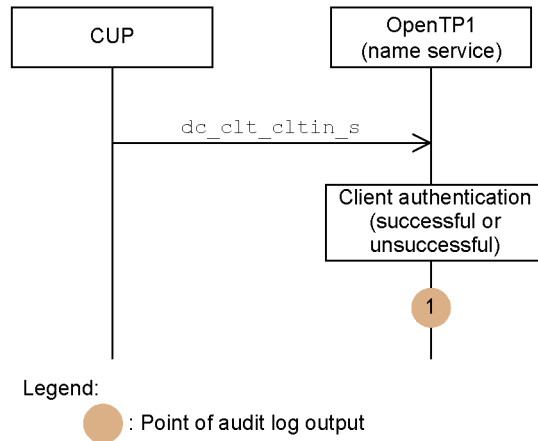 CUP
OpenTP1
(name service)
dc_clt_cltin_s
Client authentication
(successful or
unsuccessful)
1
Legend:
: Point of audit log output